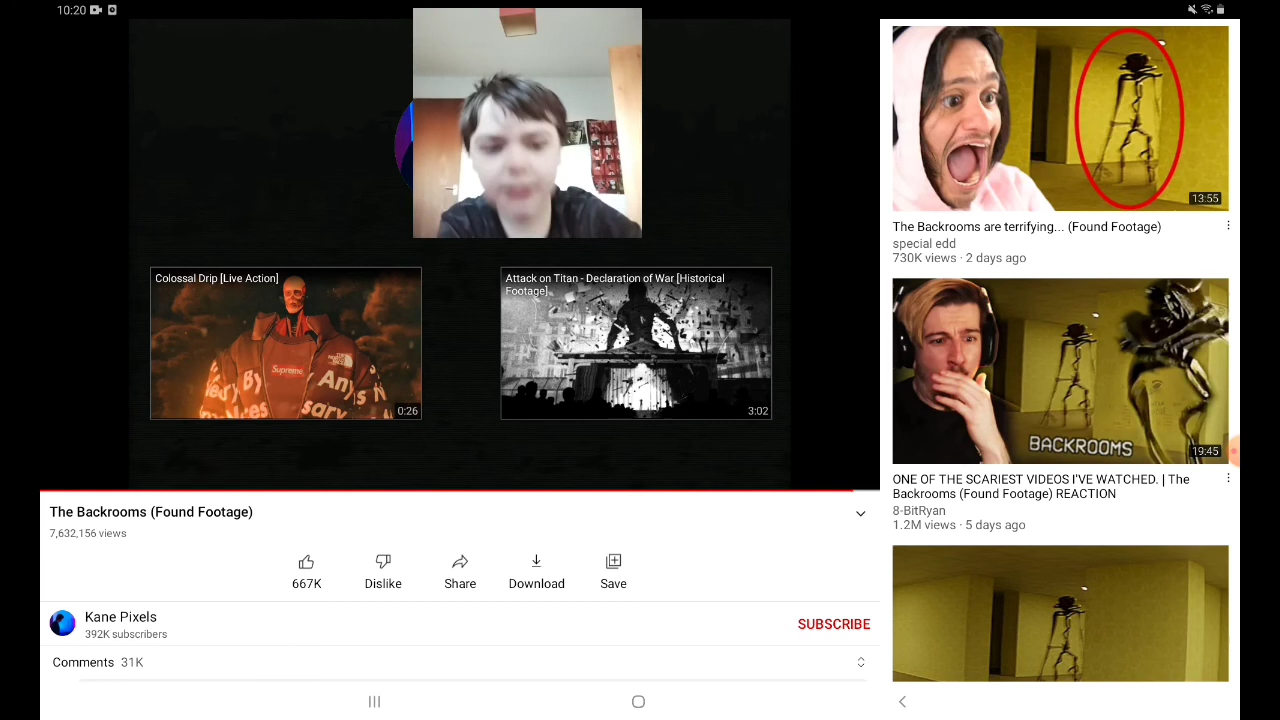 10:20
Colossal Drip [Live Action]
Supreme
0:26
Attack on Titan - Declaration of War [Historical
Footage]
3:02
The Backrooms (Found Footage)
7,632,156 views
667K
Dislike
Share
Download
Save
Kane Pixels
392K subscribers
SUBSCRIBE
Comments 31K
13:55
The Backrooms are terrifying... (Found Footage)
special edd
730K views · 2 days ago
BACKROOMS
19:45
ONE OF THE SCARIEST VIDEOS I'VE WATCHED. | The
Backrooms (Found Footage) REACTION
8-BitRyan
1.2M views · 5 days ago